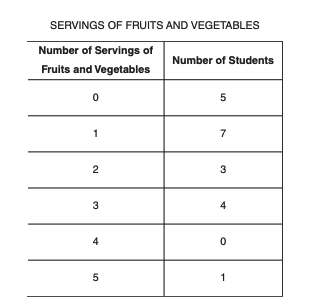 SERVINGS OF FRUITS AND VEGETABLES
Number of Servings of
Fruits and Vegetables
Number of Students
0 5
1 7
2 3
3 4
4 0
5 1